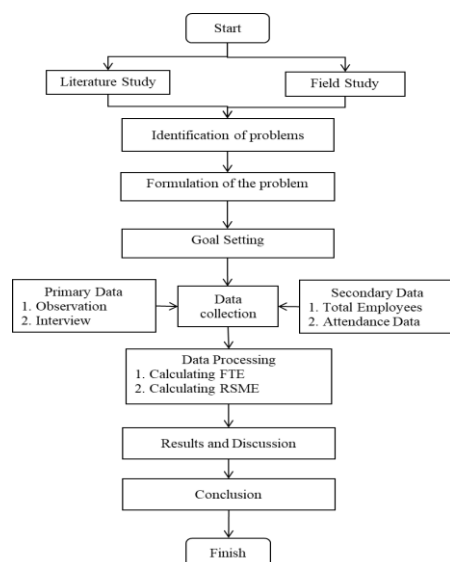 Start
Literature Study
Field Study
Identification of problems
Formulation of the problem
Goal Setting
Primary Data
1. Observation
2. Interview
Data
collection
Secondary Data
1. Total Employees
2. Attendance Data
Data Processing
1. Calculating FTE
2. Calculating RSME
Results and Discussion
Conclusion
Finish